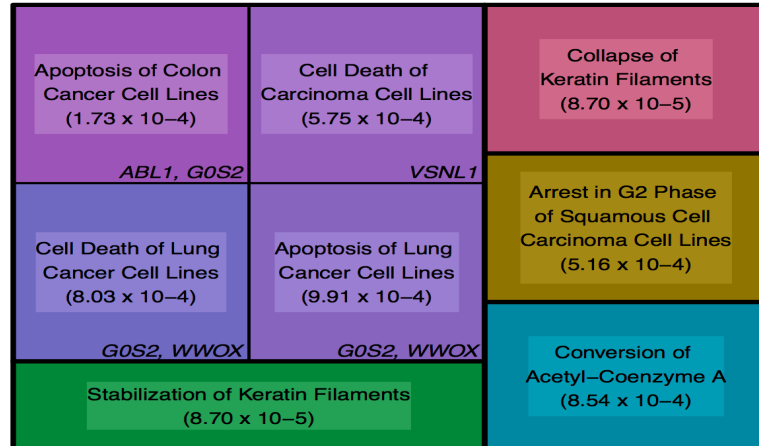 Apoptosis of Colon
Cancer Cell Lines
(1.73 x 10−4)
ABL1, G0S2
Cell Death of
Carcinoma Cell Lines
(5.75 x 10−4)
VSNL1
Collapse of
Keratin Filaments
(8.70 x 10−5)
Cell Death of Lung
Cancer Cell Lines
(8.03 x 10−4)
G0S2, WWOX
Apoptosis of Lung
Cancer Cell Lines
(9.91 x 10−4)
G0S2, WWOX
Arrest in G2 Phase
of Squamous Cell
Carcinoma Cell Lines
(5.16 x 10−4)
Stabilization of Keratin Filaments
(8.70 x 10−5)
Conversion of
Acetyl−Coenzyme A
(8.54 x 10−4)